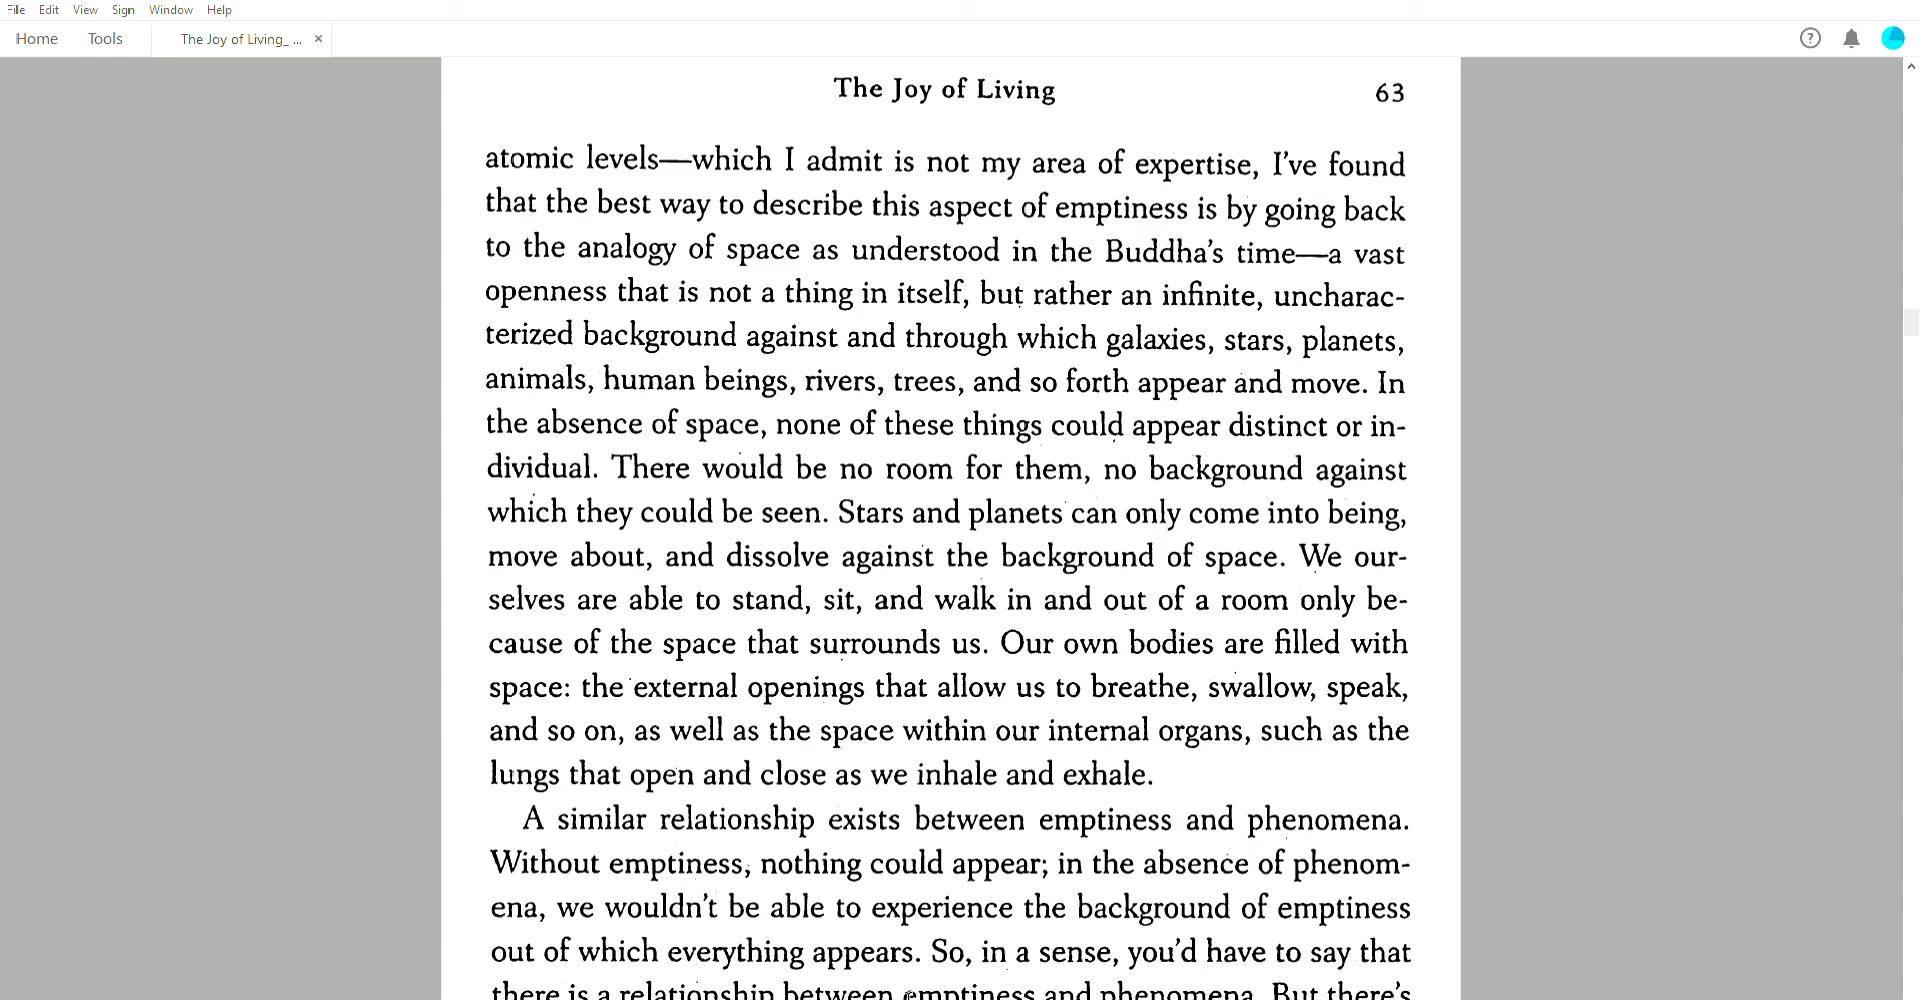 File Edit View Sign Window Help
Home Tools The Joy of Living_ ... ×
The Joy of Living 63
atomic levels—which I admit is not my area of expertise, I've found
that the best way to describe this aspect of emptiness is by going back
to the analogy of space as understood in the Buddha's time—a vast
openness that is not a thing in itself, but rather an infinite, uncharac-
terized background against and through which galaxies, stars, planets,
animals, human beings, rivers, trees, and so forth appear and move. In
the absence of space, none of these things could appear distinct or in-
dividual. There would be no room for them, no background against
which they could be seen. Stars and planets can only come into being,
move about, and dissolve against the background of space. We our-
selves are able to stand, sit, and walk in and out of a room only be-
cause of the space that surrounds us. Our own bodies are filled with
space: the external openings that allow us to breathe, swallow, speak,
and so on, as well as the space within our internal organs, such as the
lungs that open and close as we inhale and exhale.
A similar relationship exists between emptiness and phenomena.
Without emptiness, nothing could appear; in the absence of phenom-
ena, we wouldn't be able to experience the background of emptiness
out of which everything appears. So, in a sense, you'd have to say that
there is a relationship between emptiness and phenomena. But there's